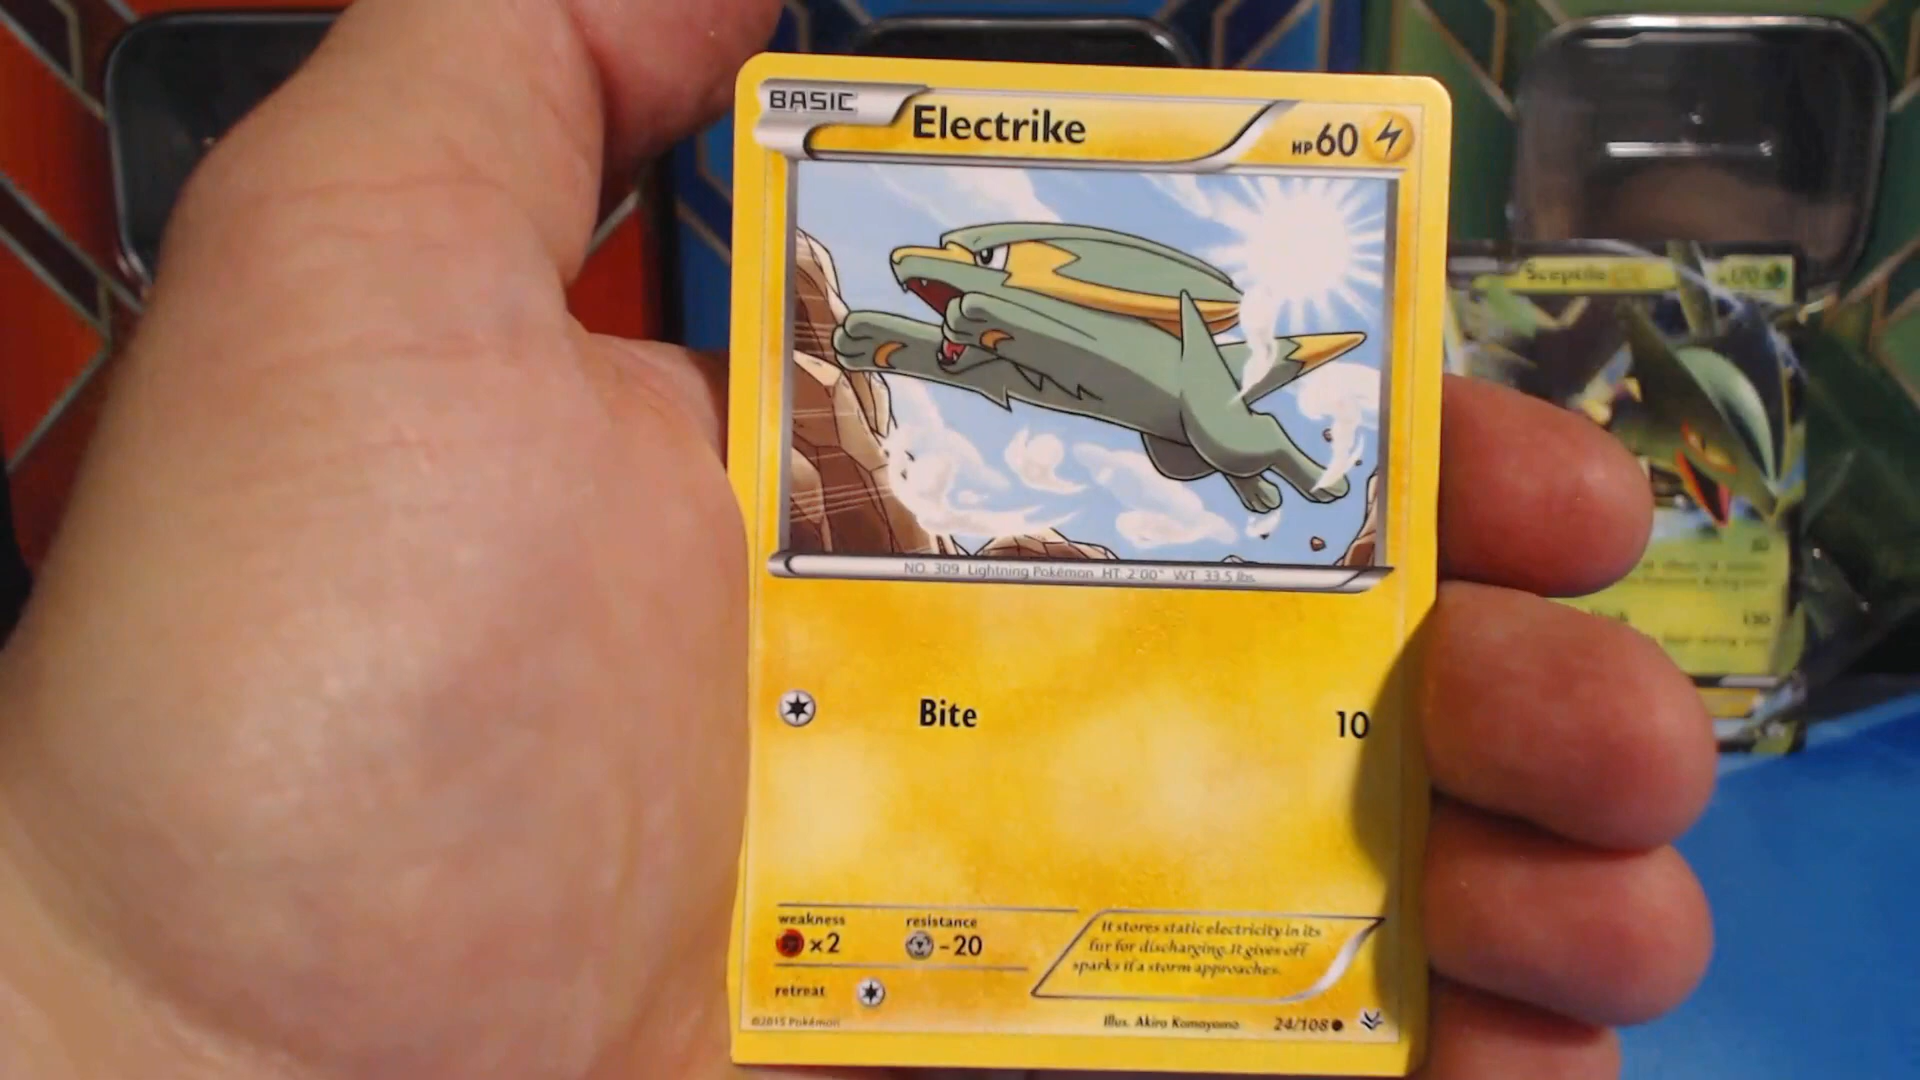 BASIC
Electrike
HP60
NO. 309 Lightning Pokémon HT 2'00" WT 33.5 lbs.
Bite 10
weakness
×2
resistance
-20
retreat
It stores static electricity in its
fur for discharging. It gives off
sparks if a storm approaches.
©2015 Pokémon
Illus. Akira Komayama
24/108
Sceptile
170
130